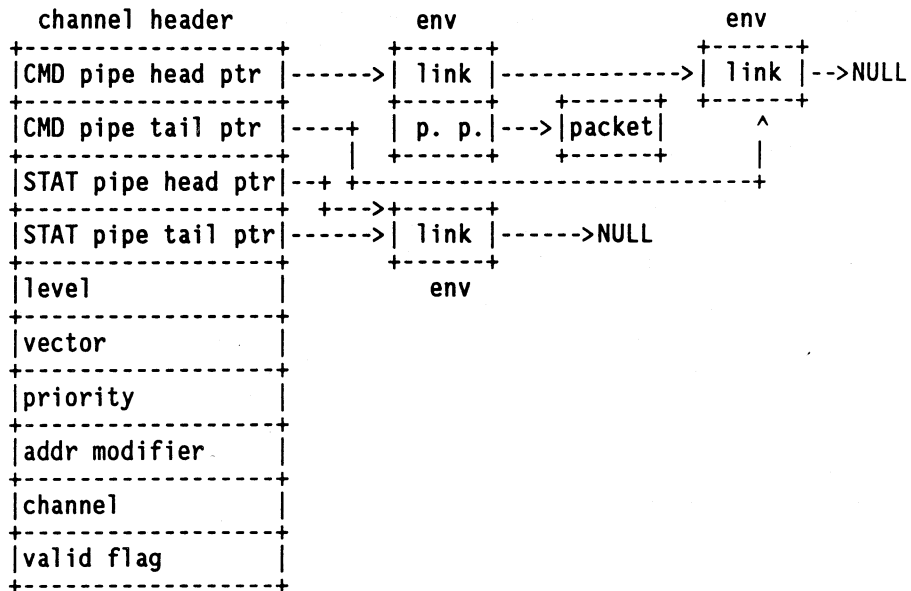 channel header env env
CMD pipe head ptr link link NULL
CMD pipe tail ptr p. p. packet
STAT pipe head ptr
STAT pipe tail ptr link NULL
level env
vector
priority
addr modifier
channel
valid flag